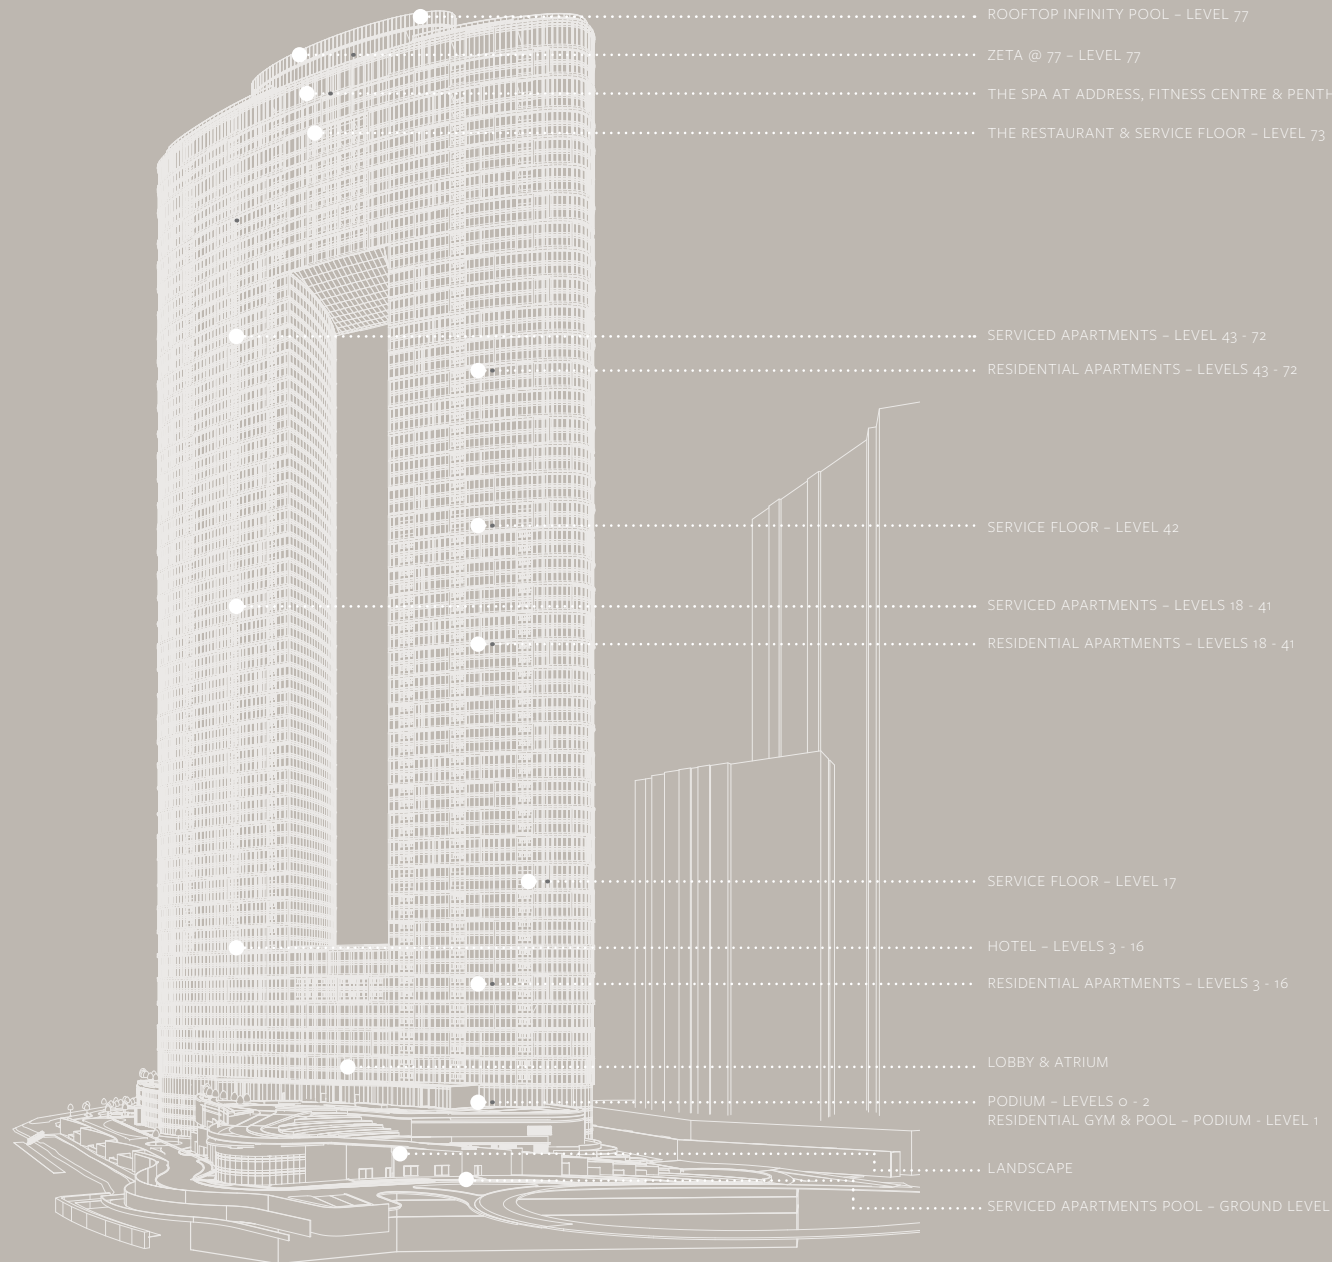 ROOFTOP INFINITY POOL – LEVEL 77
ZETA @ 77 – LEVEL 77
THE SPA AT ADDRESS, FITNESS CENTRE &
THE RESTAURANT & SERVICE FLOOR – LEVEL 73
SERVICED APARTMENTS – LEVEL 43 - 72
RESIDENTIAL APARTMENTS – LEVELS 43 - 72
SERVICE FLOOR – LEVEL 42
SERVICED APARTMENTS – LEVELS 18 - 41
RESIDENTIAL APARTMENTS – LEVELS 18 - 41
SERVICE FLOOR – LEVEL 17
HOTEL – LEVELS 3 - 16
RESIDENTIAL APARTMENTS – LEVELS 3 - 16
LOBBY & ATRIUM
PODIUM – LEVELS 0 - 2
RESIDENTIAL GYM & POOL – PODIUM - LEVEL 1
LANDSCAPE
SERVICED APARTMENTS POOL – GROUND LEVEL